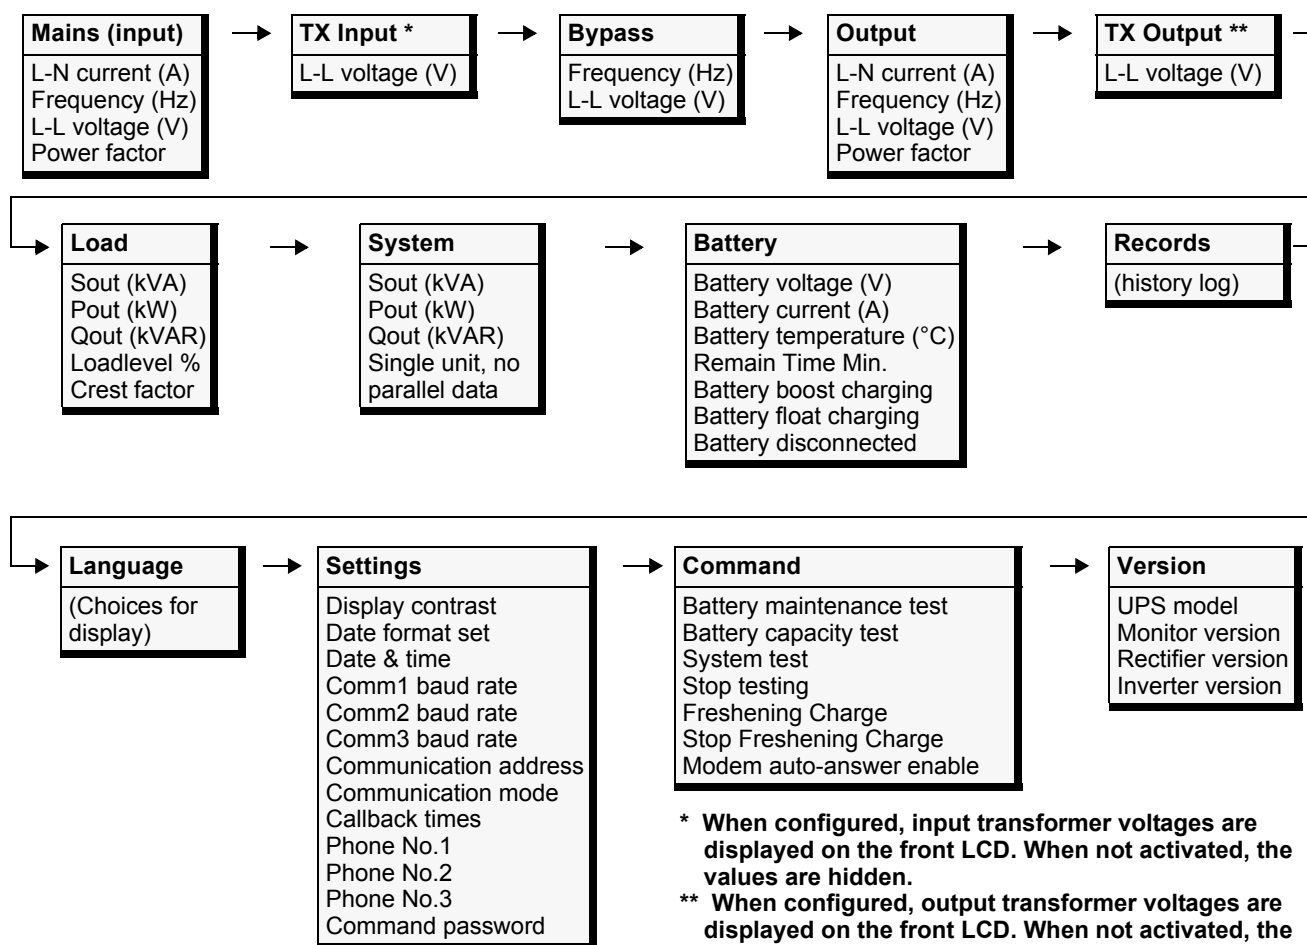 Mains (input)
L-N current (A)
Frequency (Hz)
L-L voltage (V)
Power factor
TX Input *
L-L voltage (V)
Bypass
Frequency (Hz)
L-L voltage (V)
Output
L-N current (A)
Frequency (Hz)
L-L voltage (V)
Power factor
TX Output **
L-L voltage (V)
Load
Sout (kVA)
Pout (kW)
Qout (kVAR)
Loadlevel %
Crest factor
System
Sout (kVA)
Pout (kW)
Qout (kVAR)
Single unit, no
parallel data
Battery
Battery voltage (V)
Battery current (A)
Battery temperature (°C)
Remain Time Min.
Battery boost charging
Battery float charging
Battery disconnected
Records
(history log)
Language
(Choices for
display)
Settings
Display contrast
Date format set
Date & time
Comm1 baud rate
Comm2 baud rate
Comm3 baud rate
Communication address
Communication mode
Callback times
Phone No.1
Phone No.2
Phone No.3
Command password
Command
Battery maintenance test
Battery capacity test
System test
Stop testing
Freshening Charge
Stop Freshening Charge
Modem auto-answer enable
Version
UPS model
Monitor version
Rectifier version
Inverter version
* When configured, input transformer voltages are
displayed on the front LCD. When not activated, the
values are hidden.
** When configured, output transformer voltages are
displayed on the front LCD. When not activated, the